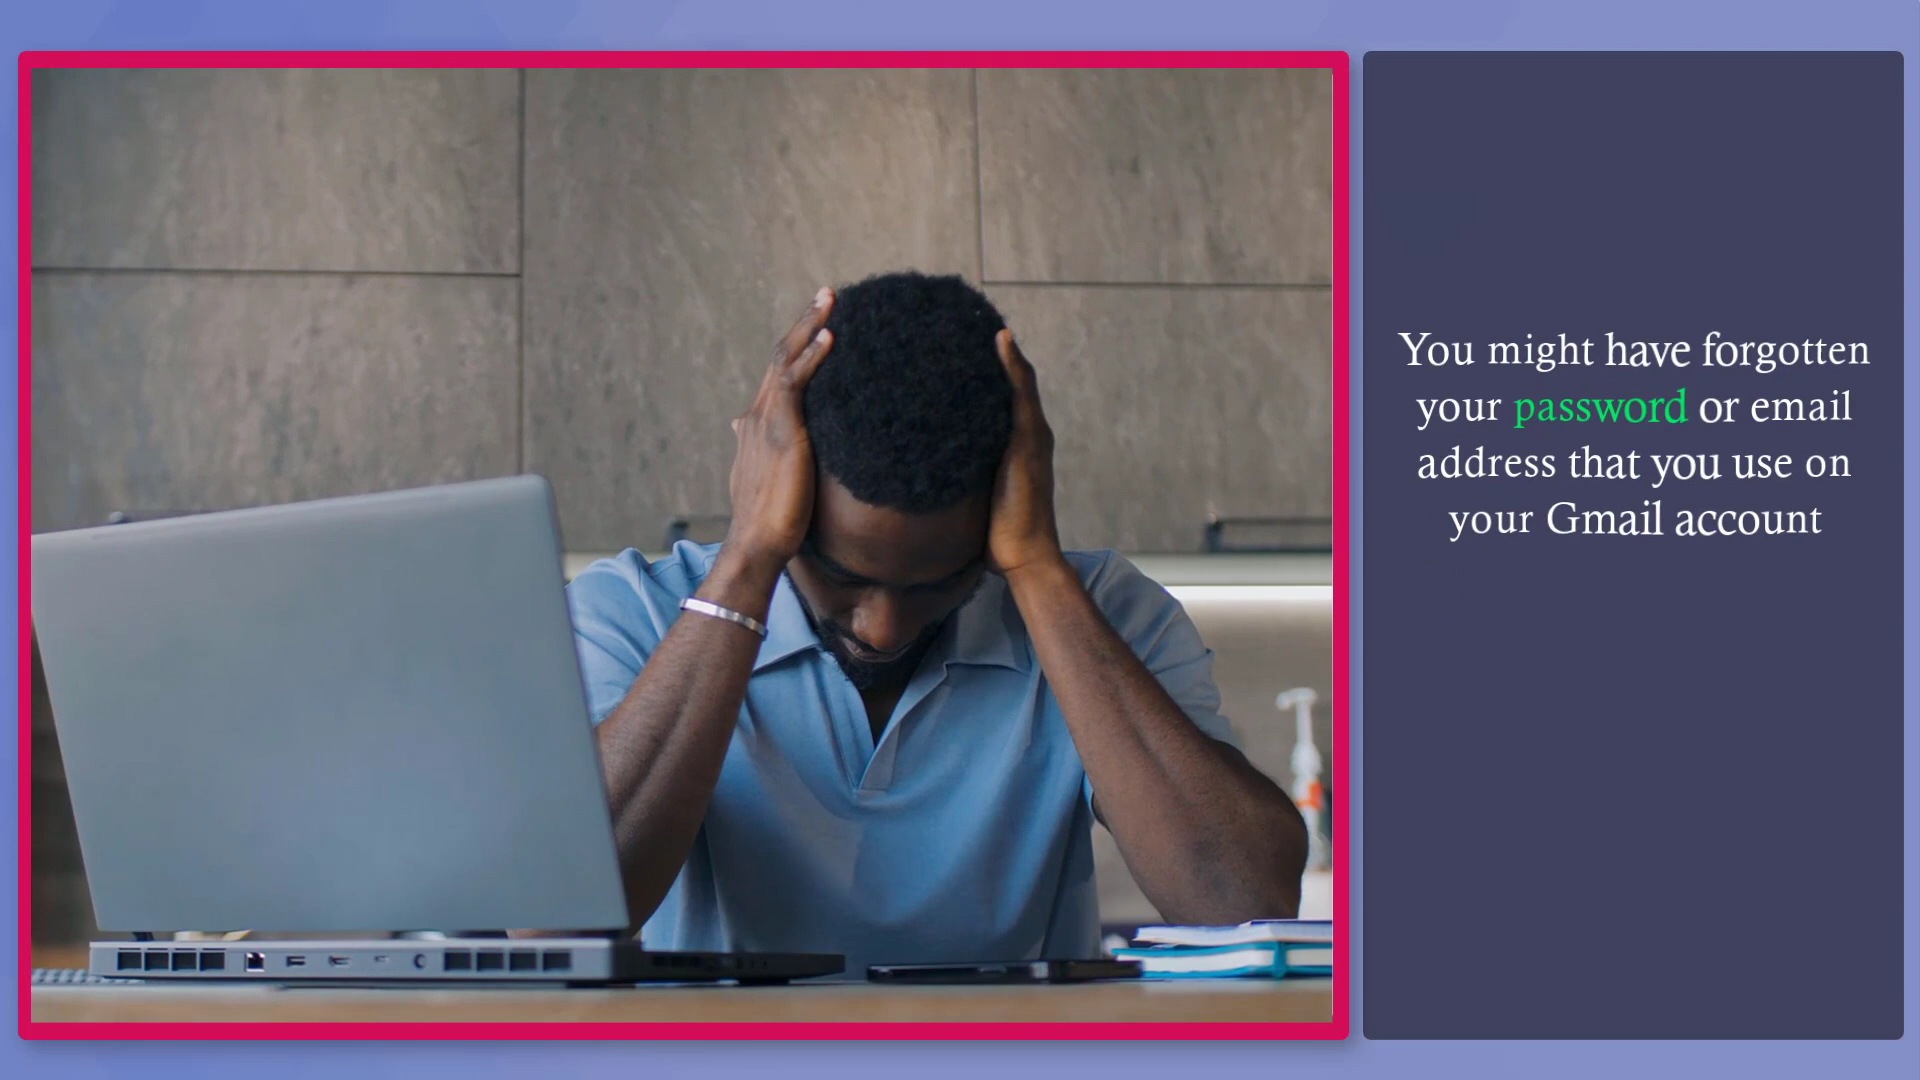 You might have forgotten
your password or email
address that you use on
your Gmail account